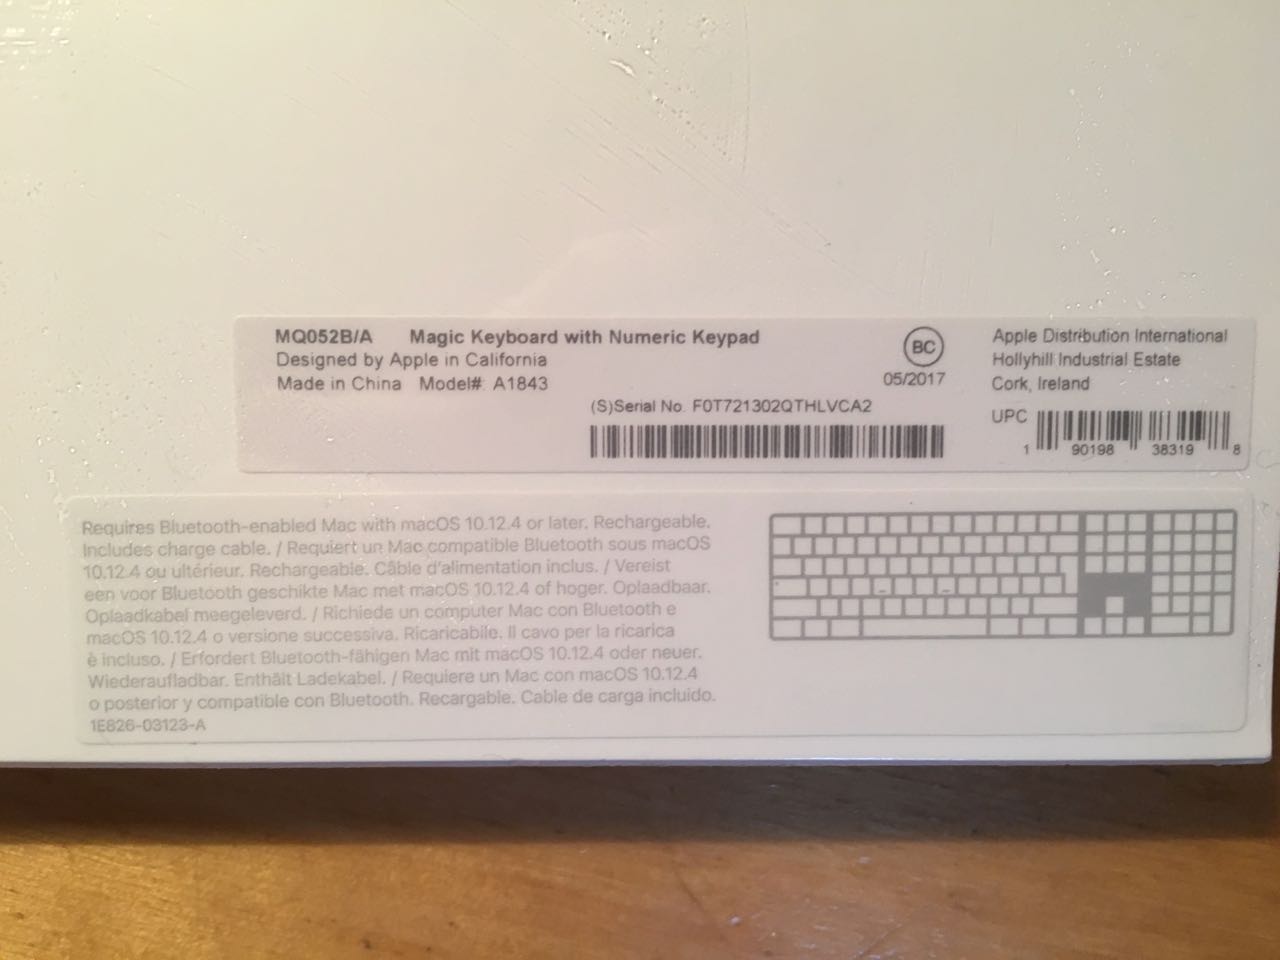 MQ052B/A Magic Keyboard with Numeric Keypad
Designed by Apple in California
Made in China Model# A1843
(S)Serial No. F0T721302QTHLVCA2
BC
05/2017
Apple Distribution International
Hollyhill Industrial Estate
Cork, Ireland
UPC
1 90198 38319 8
Requires Bluetooth-enabled Mac with macOS 10.12.4 or later. Rechargeable.
Includes charge cable. / Requiert un Mac compatible Bluetooth sous macOS
10.12.4 ou ultérieur. Rechargeable. Câble d'alimentation inclus. / Vereist
een voor Bluetooth geschikte Mac met macOS 10.12.4 of hoger. Oplaadbaar.
Oplaadkabel meegeleverd. / Richiede un computer Mac con Bluetooth e
macOS 10.12.4 o versione successiva. Ricaricabile. Il cavo per la ricarica
è incluso. / Erfordert Bluetooth-fähigen Mac mit macOS 10.12.4 oder neuer.
Wiederaufladbar. Enthält Ladekabel. / Requiere un Mac con macOS 10.12.4
o posterior y compatible con Bluetooth. Recargable. Cable de carga incluido.
1E826-03123-A